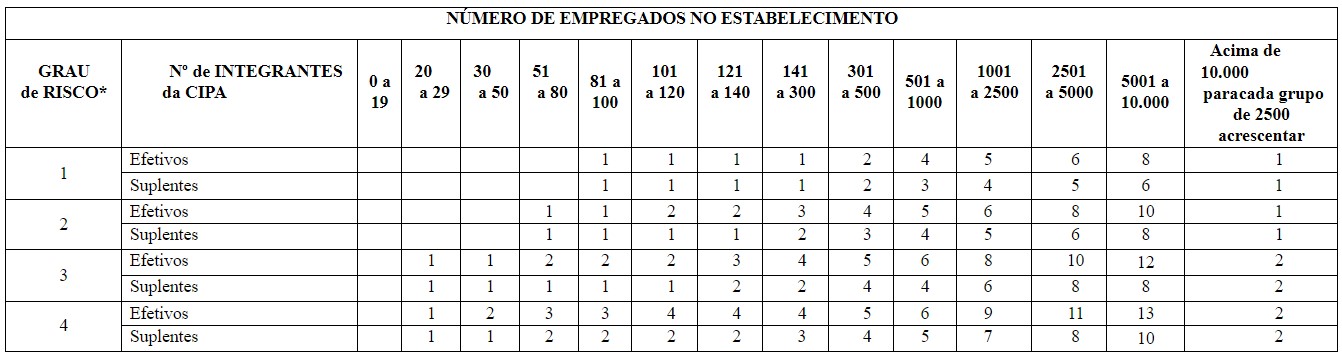 NÚMERO DE EMPREGADOS NO ESTABELECIMENTO
GRAU de RISCO* Nº de INTEGRANTES da CIPA 0 a 19 20 a 29 30 a 50 51 a 80 81 a 100 101 a 120 121 a 140 141 a 300 301 a 500 501 a 1000 1001 a 2500 2501 a 5000 5001 a 10.000 Acima de 10.000 paracada grupo de 2500 acrescentar
1 Efetivos 1 1 1 1 2 4 5 6 8 1
Suplentes 1 1 1 1 2 3 4 5 6 1
2 Efetivos 1 1 2 2 3 4 5 6 8 10 1
Suplentes 1 1 1 1 2 3 4 5 6 8 1
3 Efetivos 1 1 2 2 2 3 4 5 6 8 10 12 2
Suplentes 1 1 1 1 1 2 2 4 4 6 8 8 2
4 Efetivos 1 2 3 3 4 4 4 5 6 9 11 13 2
Suplentes 1 1 2 2 2 2 3 4 5 7 8 10 2